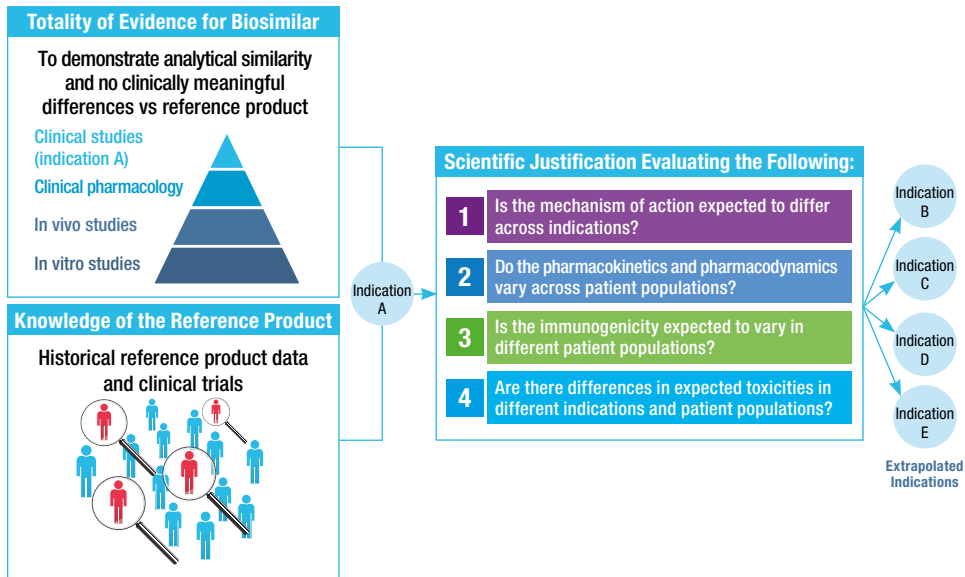 Totality of Evidence for Biosimilar
To demonstrate analytical similarity
and no clinically meaningful
differences vs reference product
Clinical studies
(indication A)
Clinical pharmacology
In vivo studies
In vitro studies
Knowledge of the Reference Product
Historical reference product data
and clinical trials
Indication
A
Scientific Justification Evaluating the Following:
1
Is the mechanism of action expected to differ
across indications?
2
Do the pharmacokinetics and pharmacodynamics
vary across patient populations?
3
Is the immunogenicity expected to vary in
different patient populations?
4
Are there differences in expected toxicities in
different indications and patient populations?
Indication
B
Indication
C
Indication
D
Indication
E
Extrapolated
Indications